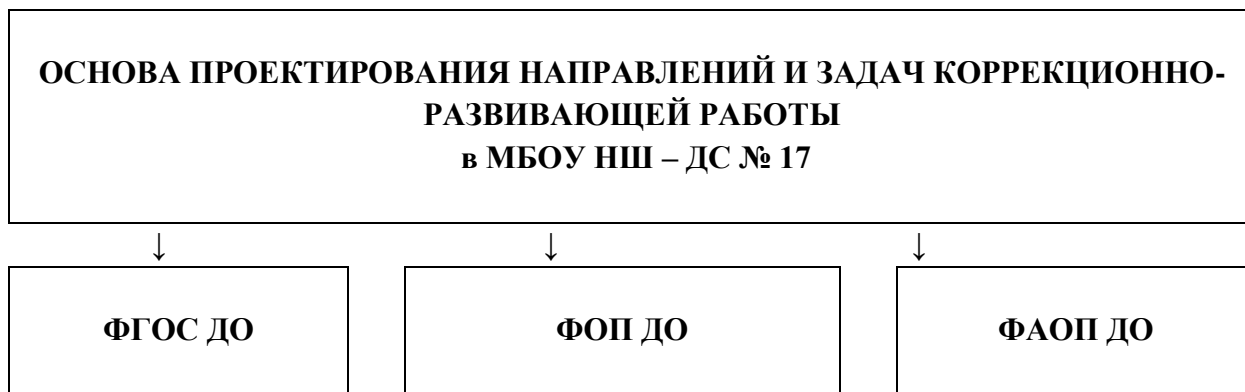 ОСНОВА ПРОЕКТИРОВАНИЯ НАПРАВЛЕНИЙ И ЗАДАЧ КОРРЕКЦИОННО-
РАЗВИВАЮЩЕЙ РАБОТЫ
в МБОУ НШ – ДС № 17
↓ ↓ ↓
ФГОС ДО ФОП ДО ФАОП ДО